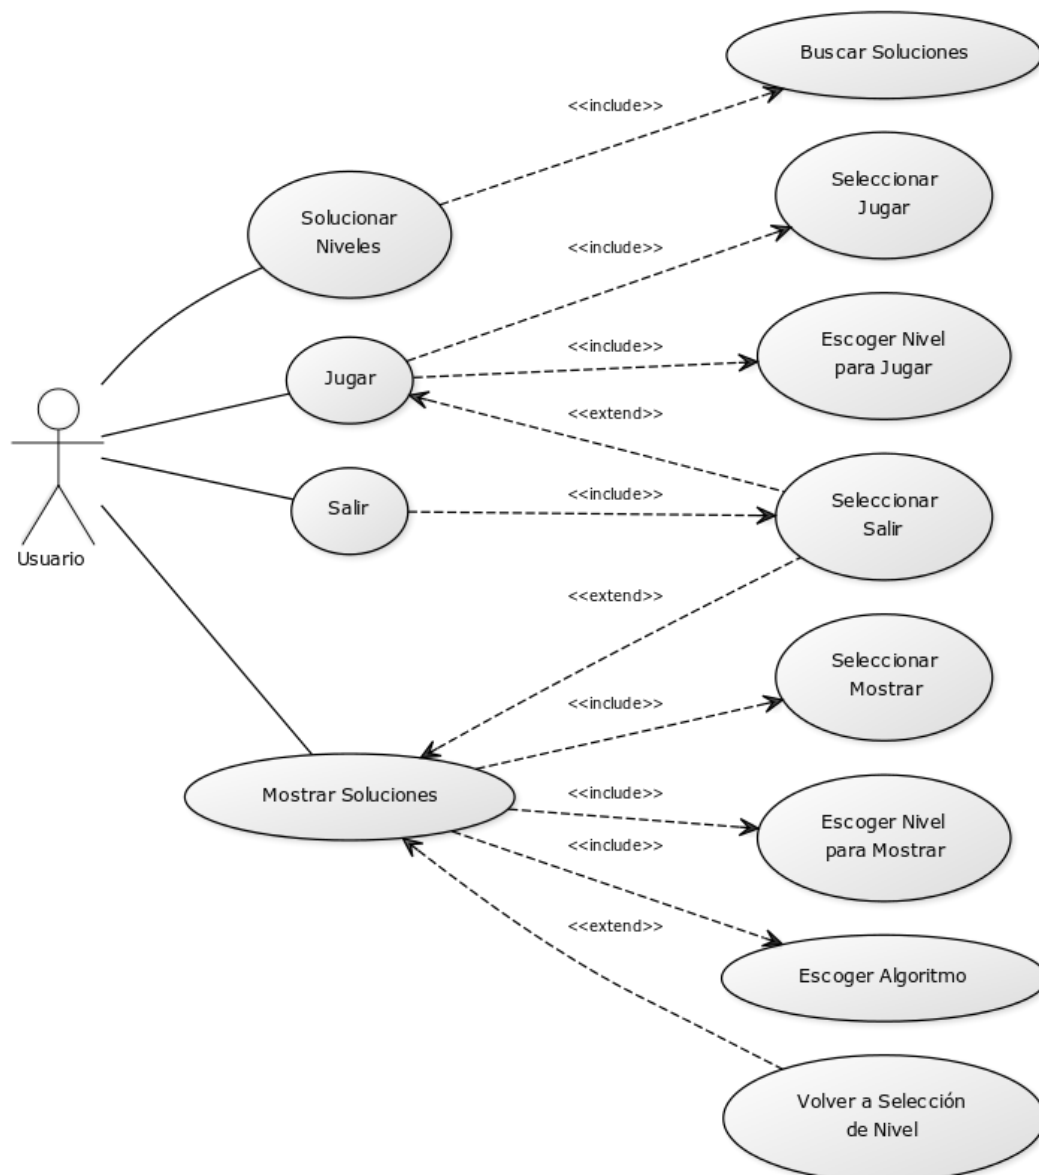 Buscar Soluciones
<<include>>
Seleccionar
Jugar
Solucionar
Niveles
<<include>>
Escoger Nivel
para Jugar
<<include>>
Jugar
<<extend>>
Seleccionar
Salir
<<include>>
Salir
Usuario
<<extend>>
Seleccionar
Mostrar
<<include>>
Mostrar Soluciones
<<include>>
Escoger Nivel
para Mostrar
<<include>>
<<extend>>
Escoger Algoritmo
Volver a Selección
de Nivel